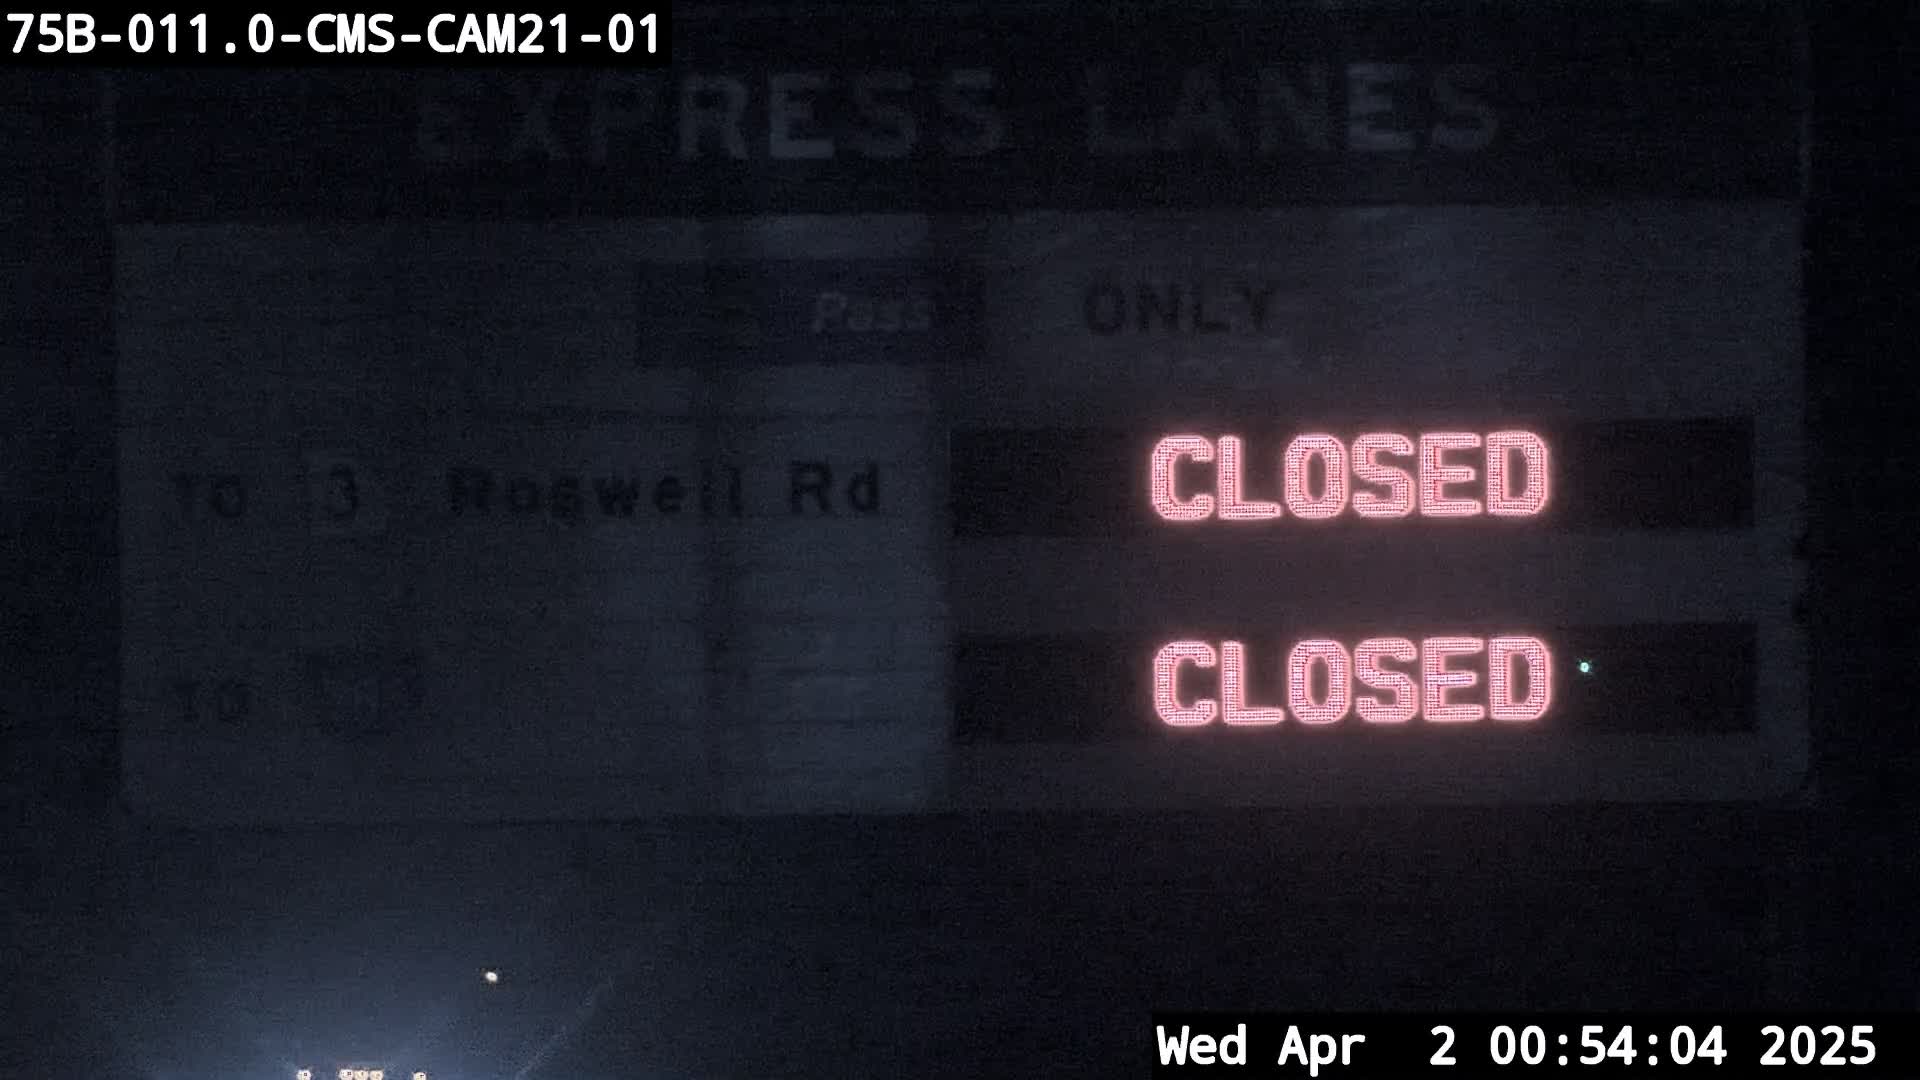 75B-011.0-CMS-CAM21-01
EXPRESS LANES
Pass ONLY
TO 3 Roswell Rd CLOSED
TO CLOSED
Wed Apr 2 00:54:04 2025